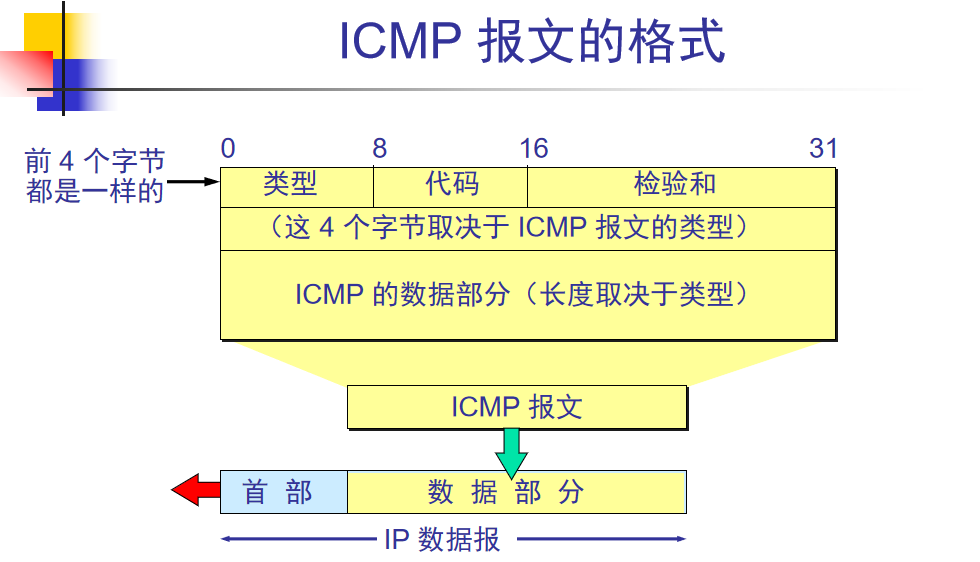 ICMP 报文的格式
0 8 16 31
前 4 个字节
都是一样的
类型 代码 检验和
（这 4 个字节取决于 ICMP 报文的类型）
ICMP 的数据部分（长度取决于类型）
ICMP 报文
首 部 数 据 部 分
IP 数据报